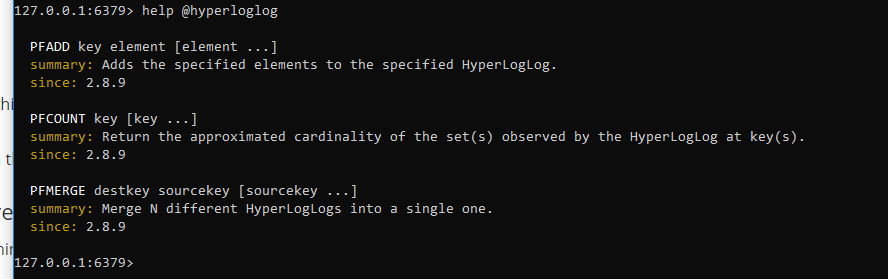 127.0.0.1:6379> help @hyperloglog
PFADD key element [element ...]
summary: Adds the specified elements to the specified HyperLogLog.
since: 2.8.9
PFCOUNT key [key ...]
summary: Return the approximated cardinality of the set(s) observed by the HyperLogLog at key(s).
since: 2.8.9
PFMERGE destkey sourcekey [sourcekey ...]
summary: Merge N different HyperLogLogs into a single one.
since: 2.8.9
127.0.0.1:6379>